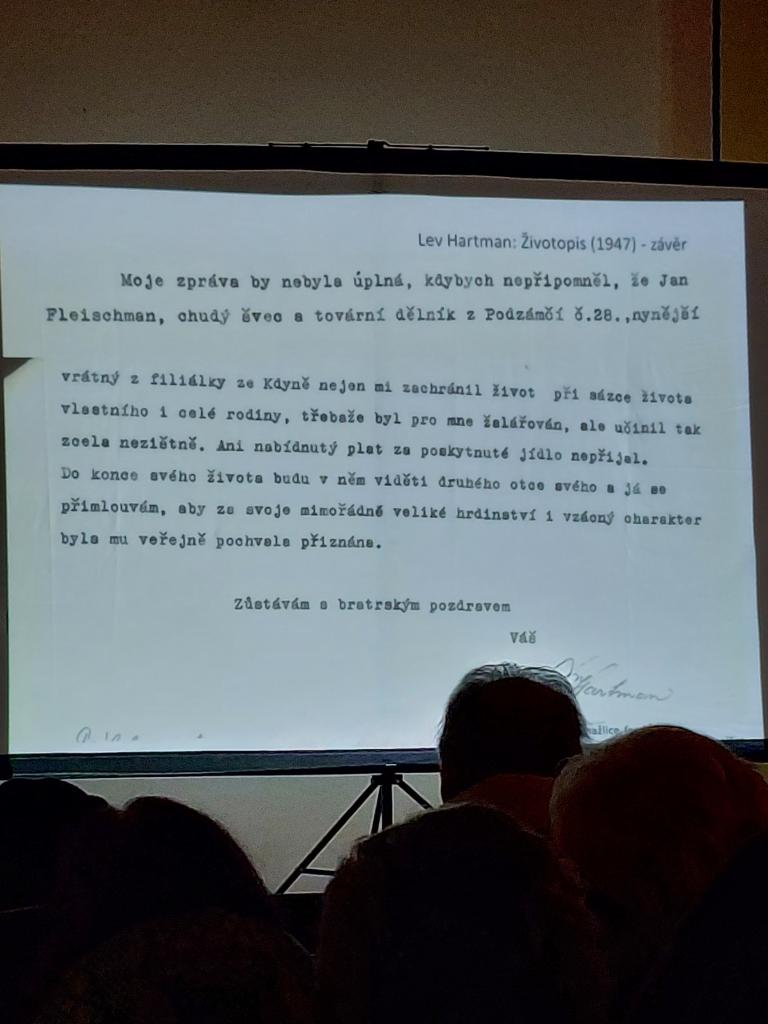 Lev Hartman: Životopis (1947) - závěr
Moje zpráva by nebyla úplná, kdybych nepřipomněl, že Jan
Fleischman, chudý švec a tovární dělník z Podzámčí č.28.,nynější
vrátný z filiálky ze Kdyně nejen mi zachránil život při sázce života
vlastního i celé rodiny, třebaže byl pro mne žalářován, ale učinil tak
zcela nezištně. Ani nabídnutý plat za poskytnuté jídlo nepřijal.
Do konce svého života budu v něm viděti druhého otce svého a já se
přimlouvám, aby za svoje mimořádně veliké hrdinství i vzácný charakter
byla mu veřejně pochvala přiznána.
Zůstávám s bratrským pozdravem
Váš
Hartman